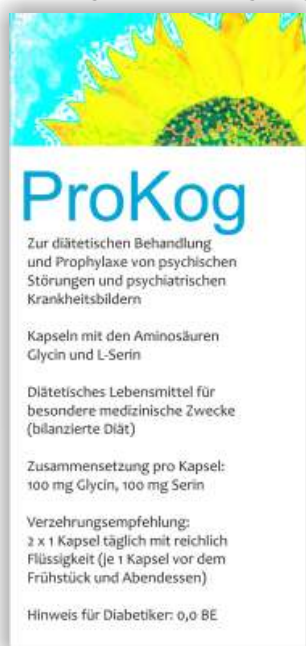 ProKog
Zur diätetischen Behandlung
und Prophylaxe von psychischen
Störungen und psychiatrischen
Krankheitsbildern
Kapseln mit den Aminosäuren
Glycin und L-Serin
Diätetisches Lebensmittel für
besondere medizinische Zwecke
(bilanzierte Diät)
Zusammensetzung pro Kapsel:
100 mg Glycin, 100 mg Serin
Verzehrungsempfehlung:
2 x 1 Kapsel täglich mit reichlich
Flüssigkeit (je 1 Kapsel vor dem
Frühstück und Abendessen)
Hinweis für Diabetiker: 0,0 BE